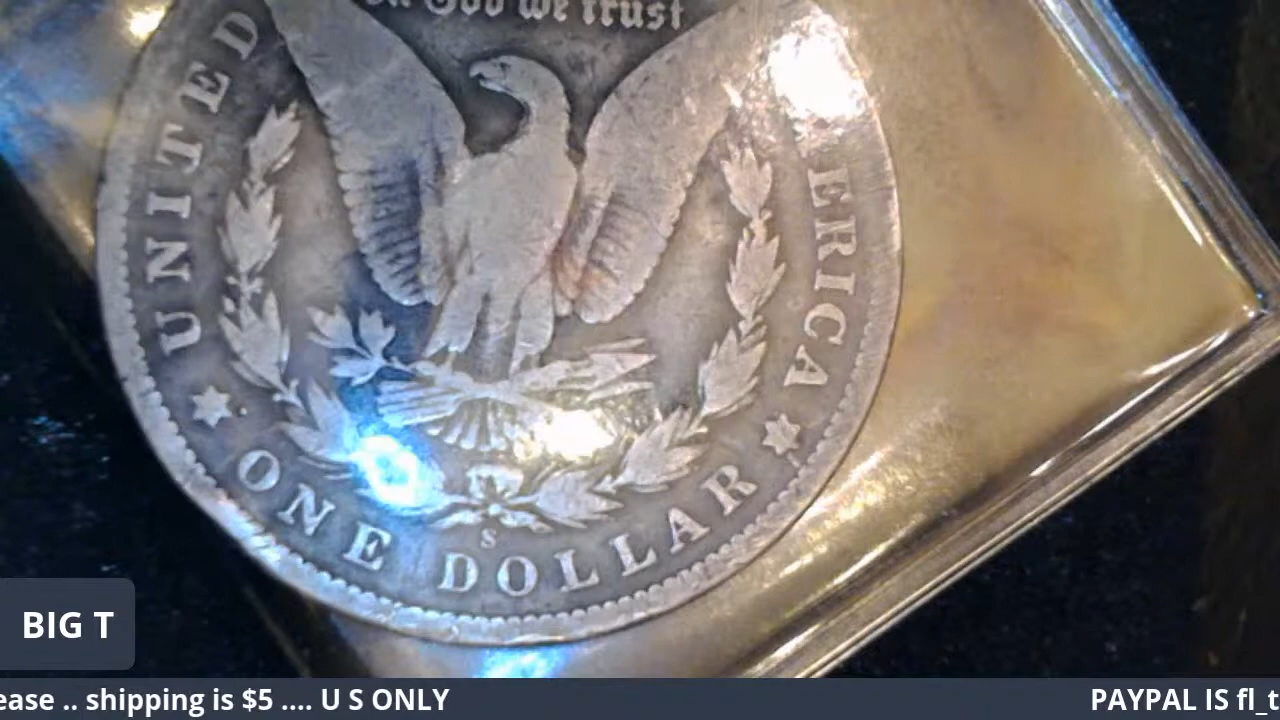 God we trust
UNITED
ERICA
ONE DOLLAR
S
BIG T
ease .. shipping is $5 .... U S ONLY
PAYPAL IS fl_t